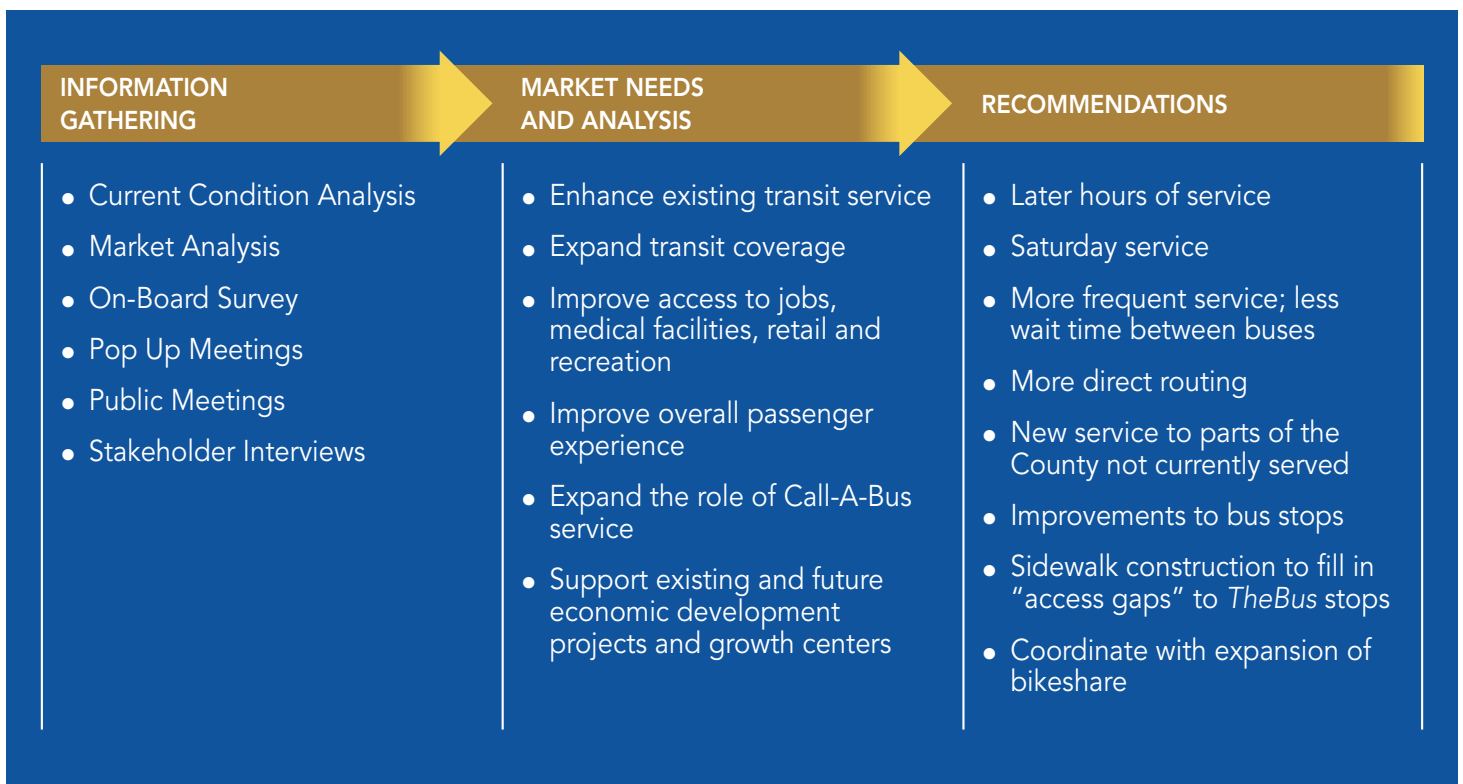 INFORMATION
GATHERING
• Current Condition Analysis
• Market Analysis
• On-Board Survey
• Pop Up Meetings
• Public Meetings
• Stakeholder Interviews
MARKET NEEDS
AND ANALYSIS
• Enhance existing transit service
• Expand transit coverage
• Improve access to jobs,
medical facilities, retail and
recreation
• Improve overall passenger
experience
• Expand the role of Call-A-Bus
service
• Support existing and future
economic development
projects and growth centers
RECOMMENDATIONS
• Later hours of service
• Saturday service
• More frequent service; less
wait time between buses
• More direct routing
• New service to parts of the
County not currently served
• Improvements to bus stops
• Sidewalk construction to fill in
“access gaps” to TheBus stops
• Coordinate with expansion of
bikeshare